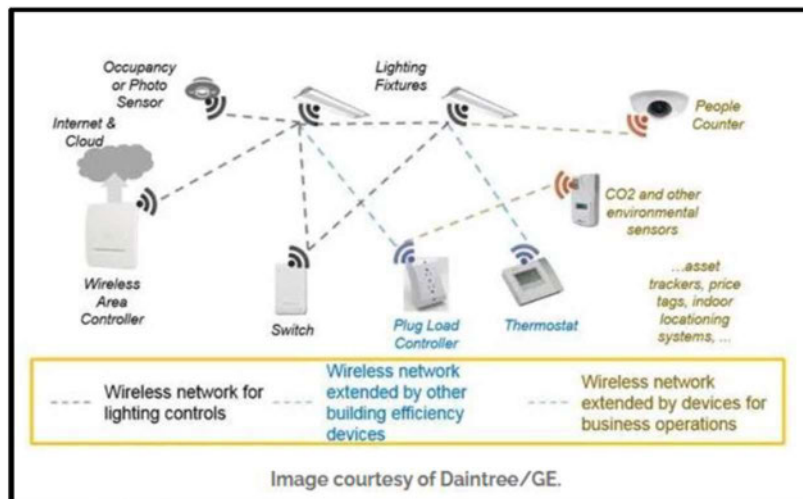 Occupancy
or Photo
Sensor
Lighting
Fixtures
People
Counter
Internet &
Cloud
CO2 and other
environmental
sensors
Wireless
Area
Controller
Switch
Plug Load
Controller
Thermostat
...asset
trackers, price
tags, indoor
locationing
systems, ...
Wireless network for
lighting controls
Wireless network
extended by other
building efficiency
devices
Wireless network
extended by devices for
business operations
Image courtesy of Daintree/GE.